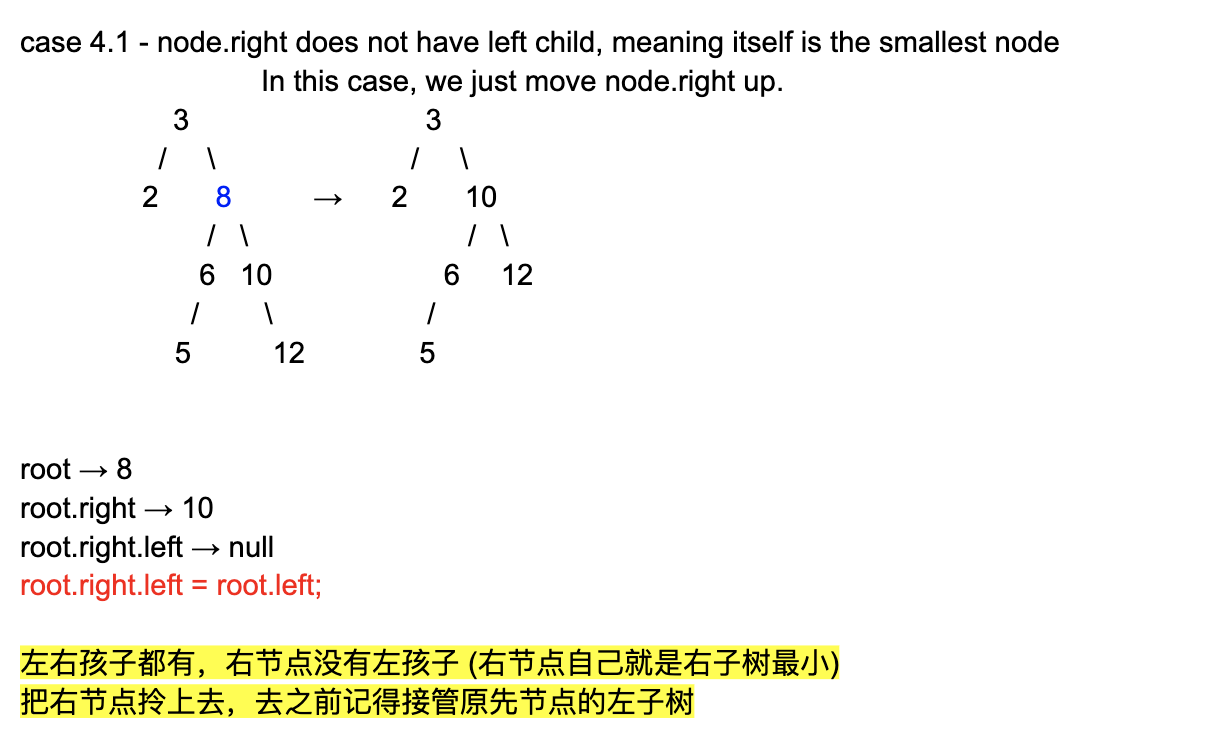 case 4.1 - node.right does not have left child, meaning itself is the smallest node
In this case, we just move node.right up.
3 3
/ \ / \
2 8 → 2 10
/ \ / \
6 10 6 12
/ \ /
5 12 5
root → 8
root.right → 10
root.right.left → null
root.right.left = root.left;
左右孩子都有，右节点没有左孩子 (右节点自己就是右子树最小)
把右节点拎上去，去之前记得接管原先节点的左子树